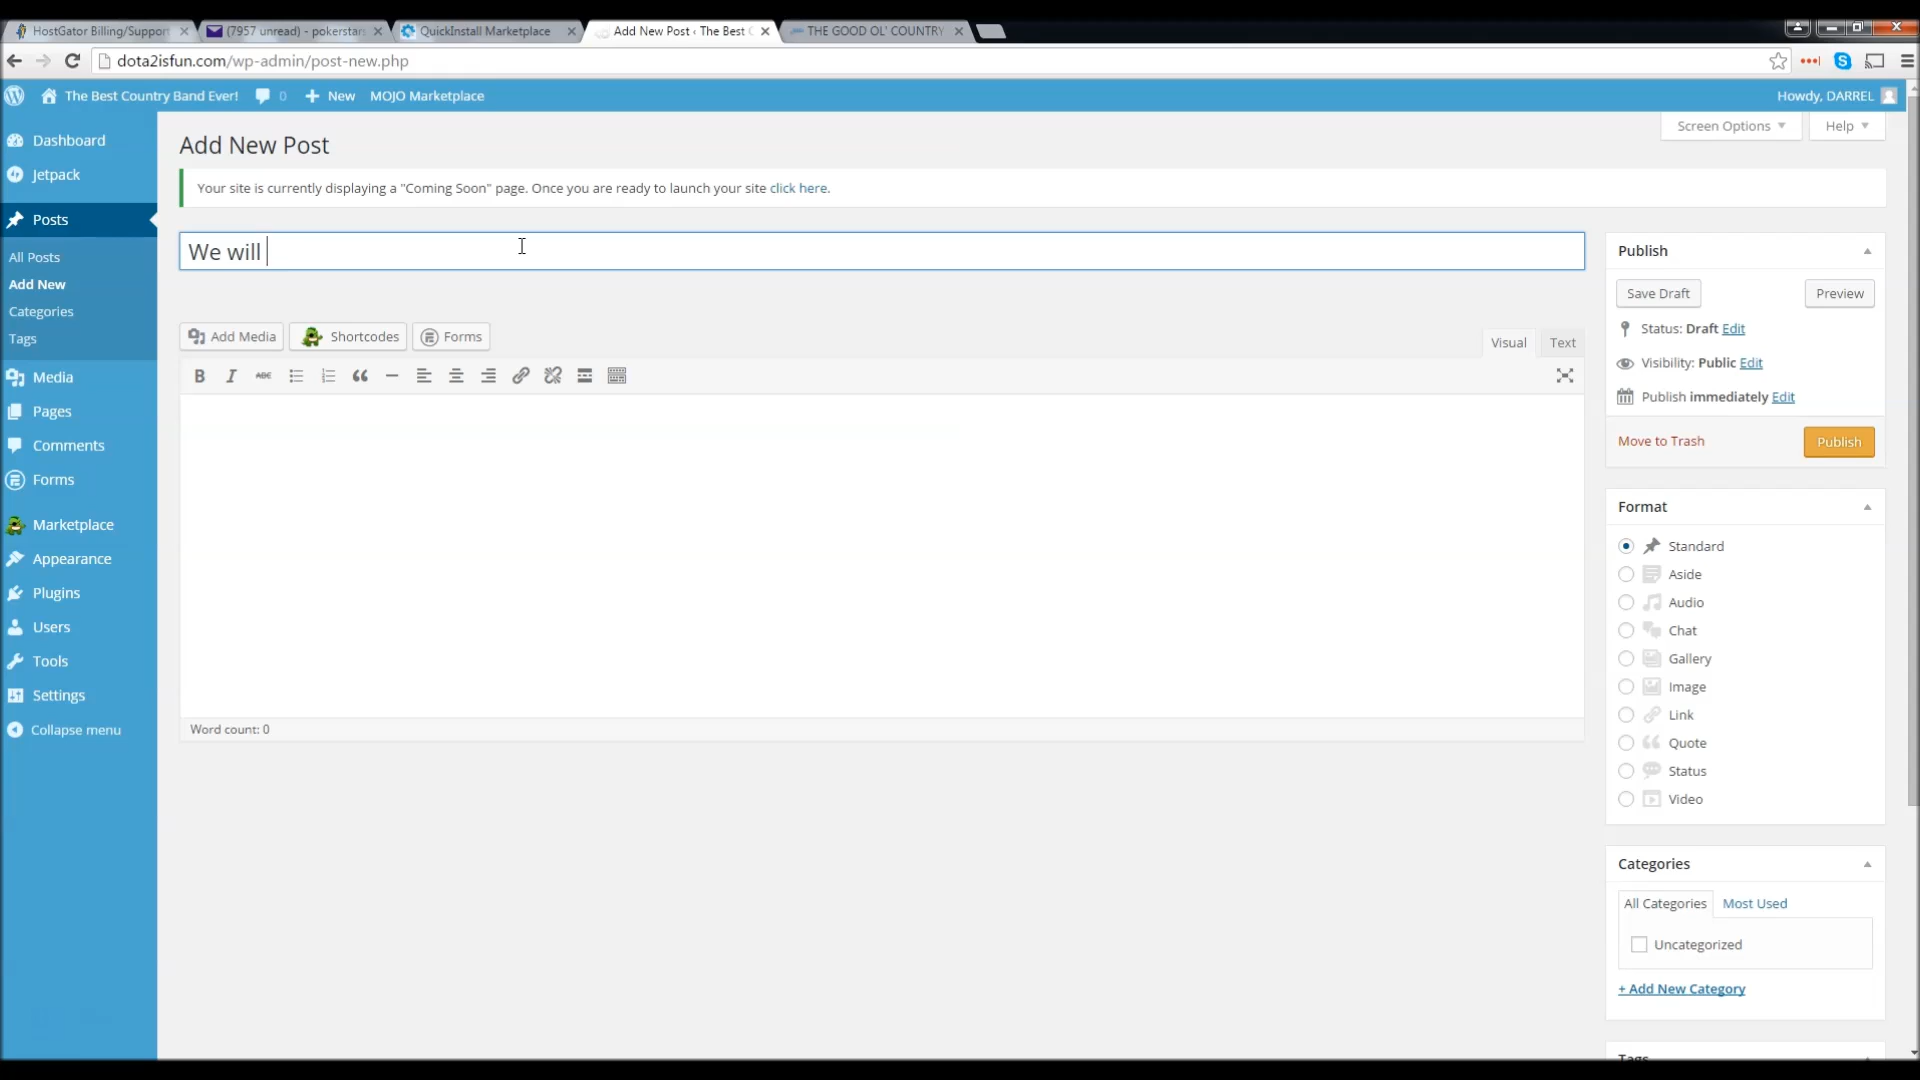 HostGator Billing/Suppor
(7957 unread) - pokerstar
QuickInstall Marketplace
Add New Post ‹ The Best C
THE GOOD OL' COUNTRY
dota2isfun.com/wp-admin/post-new.php
The Best Country Band Ever!
0
New
MOJO Marketplace
Howdy, DARREL
Dashboard
Jetpack
Posts
All Posts
Add New
Categories
Tags
Media
Pages
Comments
Forms
Marketplace
Appearance
Plugins
Users
Tools
Settings
Collapse menu
Add New Post
Screen Options
Help
Your site is currently displaying a "Coming Soon" page. Once you are ready to launch your site click here.
We will
Add Media
Shortcodes
Forms
Visual
Text
B I ABC
Word count: 0
Publish
Save Draft
Preview
Status: Draft Edit
Visibility: Public Edit
Publish immediately Edit
Move to Trash
Publish
Format
Standard
Aside
Audio
Chat
Gallery
Image
Link
Quote
Status
Video
Categories
All Categories
Most Used
Uncategorized
+ Add New Category
Tags